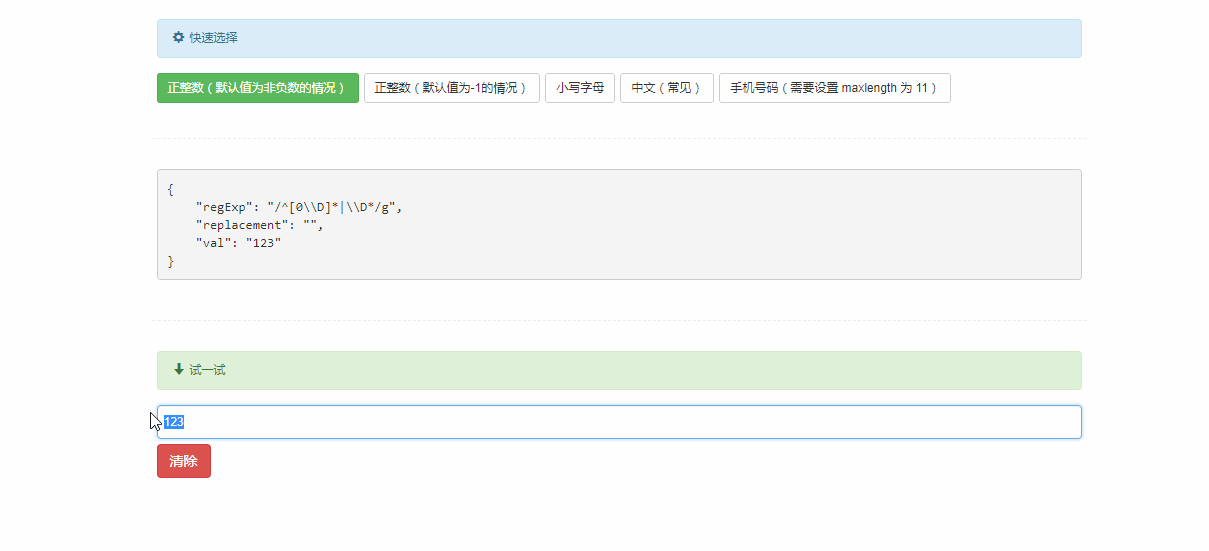 快速选择
正整数（默认值为非负数的情况） 正整数（默认值为-1的情况） 小写字母 中文（常见） 手机号码（需要设置 maxlength 为 11）
{
    "regExp": "/^[0\\D]*|\\D*/g",
    "replacement": "",
    "val": "123"
}
试一试
123
清除